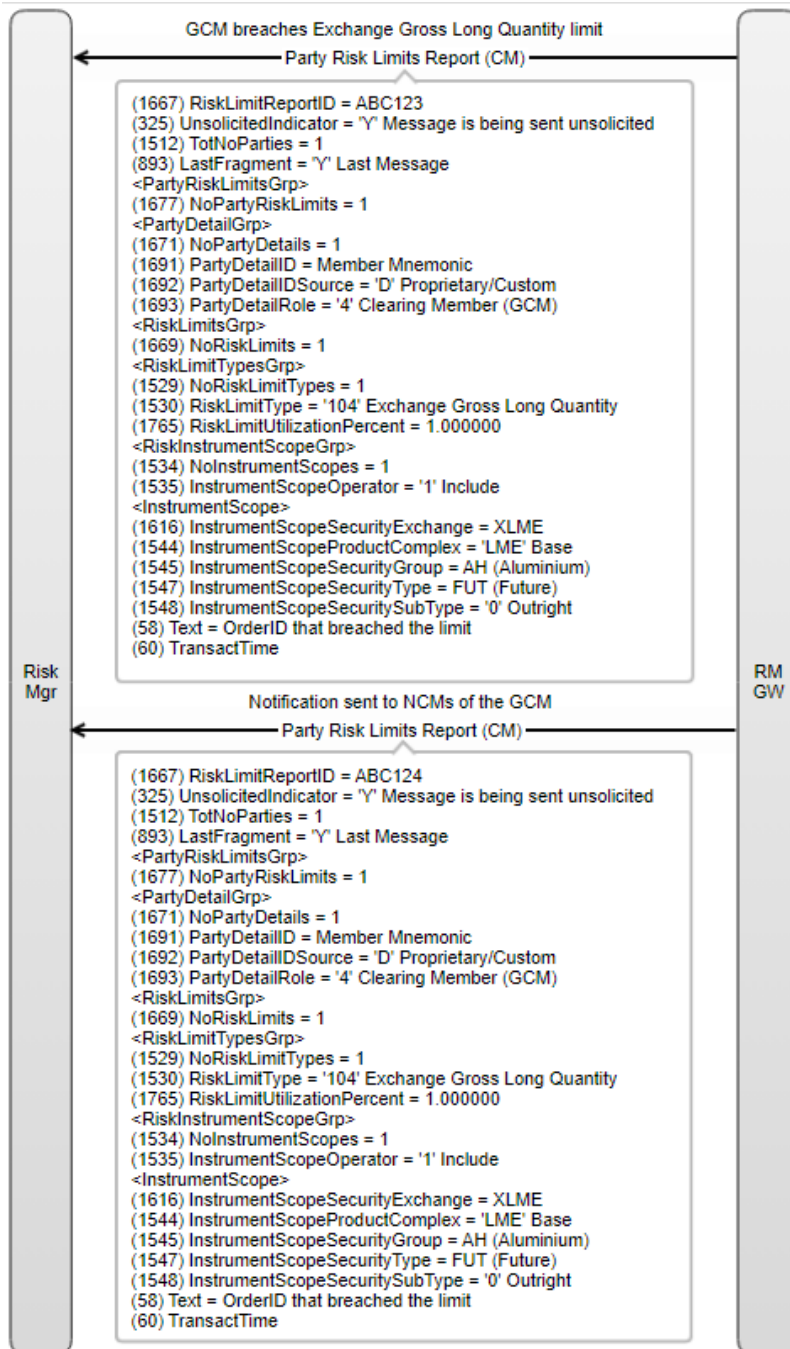 GCM breaches Exchange Gross Long Quantity limit
Party Risk Limits Report (CM)
(1667) RiskLimitReportID = ABC123
(325) UnsolicitedIndicator = 'Y' Message is being sent unsolicited
(1512) TotNoParties = 1
(893) LastFragment = 'Y' Last Message
<PartyRiskLimitsGrp>
(1677) NoPartyRiskLimits = 1
<PartyDetailGrp>
(1671) NoPartyDetails = 1
(1691) PartyDetailID = Member Mnemonic
(1692) PartyDetailIDSource = 'D' Proprietary/Custom
(1693) PartyDetailRole = '4' Clearing Member (GCM)
<RiskLimitsGrp>
(1669) NoRiskLimits = 1
<RiskLimitTypesGrp>
(1529) NoRiskLimitTypes = 1
(1530) RiskLimitType = '104' Exchange Gross Long Quantity
(1765) RiskLimitUtilizationPercent = 1.000000
<RiskInstrumentScopeGrp>
(1534) NoInstrumentScopes = 1
(1535) InstrumentScopeOperator = '1' Include
<InstrumentScope>
(1616) InstrumentScopeSecurityExchange = XLME
(1544) InstrumentScopeProductComplex = 'LME' Base
(1545) InstrumentScopeSecurityGroup = AH (Aluminium)
(1547) InstrumentScopeSecurityType = FUT (Future)
(1548) InstrumentScopeSecuritySubType = '0' Outright
(58) Text = OrderID that breached the limit
(60) TransactTime
Risk
Mgr
RM
GW
Notification sent to NCMs of the GCM
Party Risk Limits Report (CM)
(1667) RiskLimitReportID = ABC124
(325) UnsolicitedIndicator = 'Y' Message is being sent unsolicited
(1512) TotNoParties = 1
(893) LastFragment = 'Y' Last Message
<PartyRiskLimitsGrp>
(1677) NoPartyRiskLimits = 1
<PartyDetailGrp>
(1671) NoPartyDetails = 1
(1691) PartyDetailID = Member Mnemonic
(1692) PartyDetailIDSource = 'D' Proprietary/Custom
(1693) PartyDetailRole = '4' Clearing Member (GCM)
<RiskLimitsGrp>
(1669) NoRiskLimits = 1
<RiskLimitTypesGrp>
(1529) NoRiskLimitTypes = 1
(1530) RiskLimitType = '104' Exchange Gross Long Quantity
(1765) RiskLimitUtilizationPercent = 1.000000
<RiskInstrumentScopeGrp>
(1534) NoInstrumentScopes = 1
(1535) InstrumentScopeOperator = '1' Include
<InstrumentScope>
(1616) InstrumentScopeSecurityExchange = XLME
(1544) InstrumentScopeProductComplex = 'LME' Base
(1545) InstrumentScopeSecurityGroup = AH (Aluminium)
(1547) InstrumentScopeSecurityType = FUT (Future)
(1548) InstrumentScopeSecuritySubType = '0' Outright
(58) Text = OrderID that breached the limit
(60) TransactTime